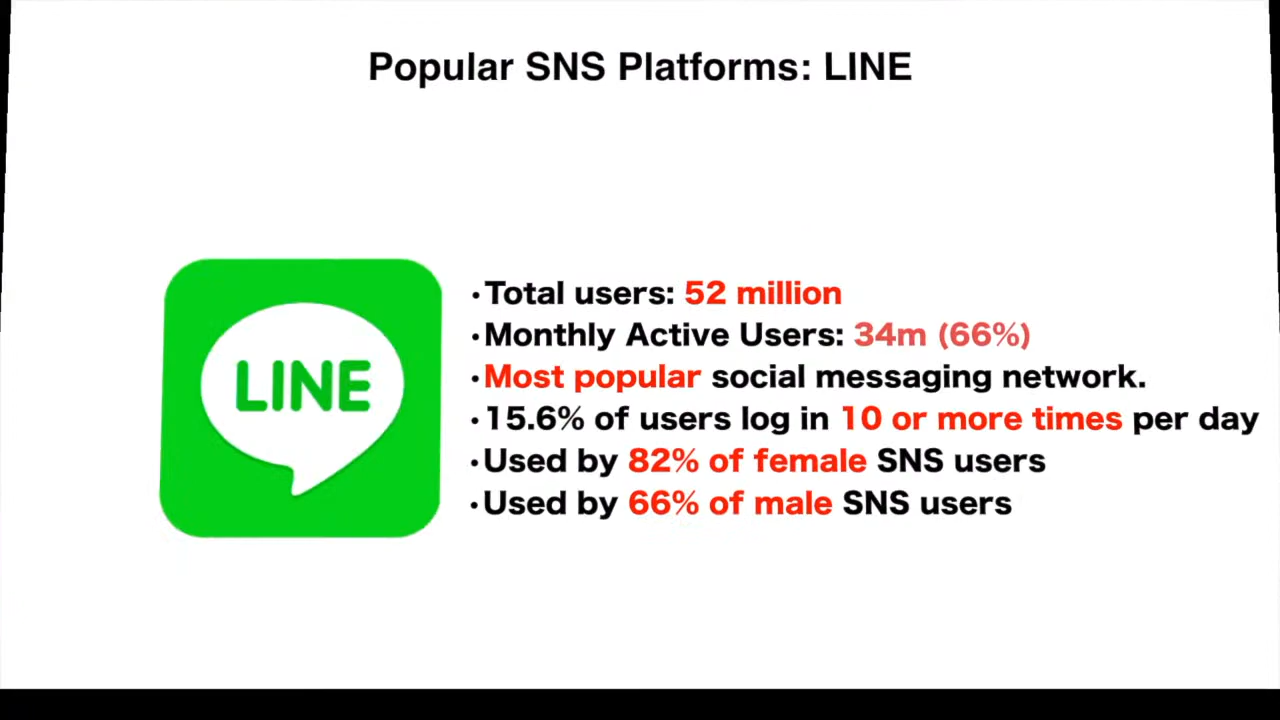 Popular SNS Platforms: LINE
LINE
•Total users: 52 million
•Monthly Active Users: 34m (66%)
•Most popular social messaging network.
•15.6% of users log in 10 or more times per day
•Used by 82% of female SNS users
•Used by 66% of male SNS users